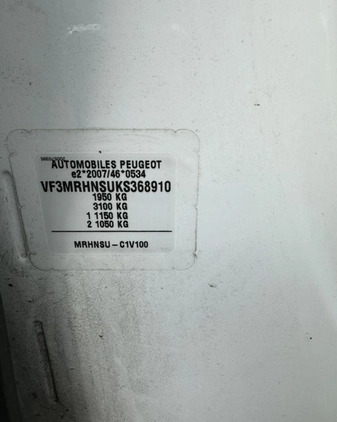 AUTOMOBILES PEUGEOT
e2*2007/46*0534
VF3MRHNSUKS368910
1950 KG
3100 KG
1 1150 KG
2 1050 KG
MRHNSU-C1V100